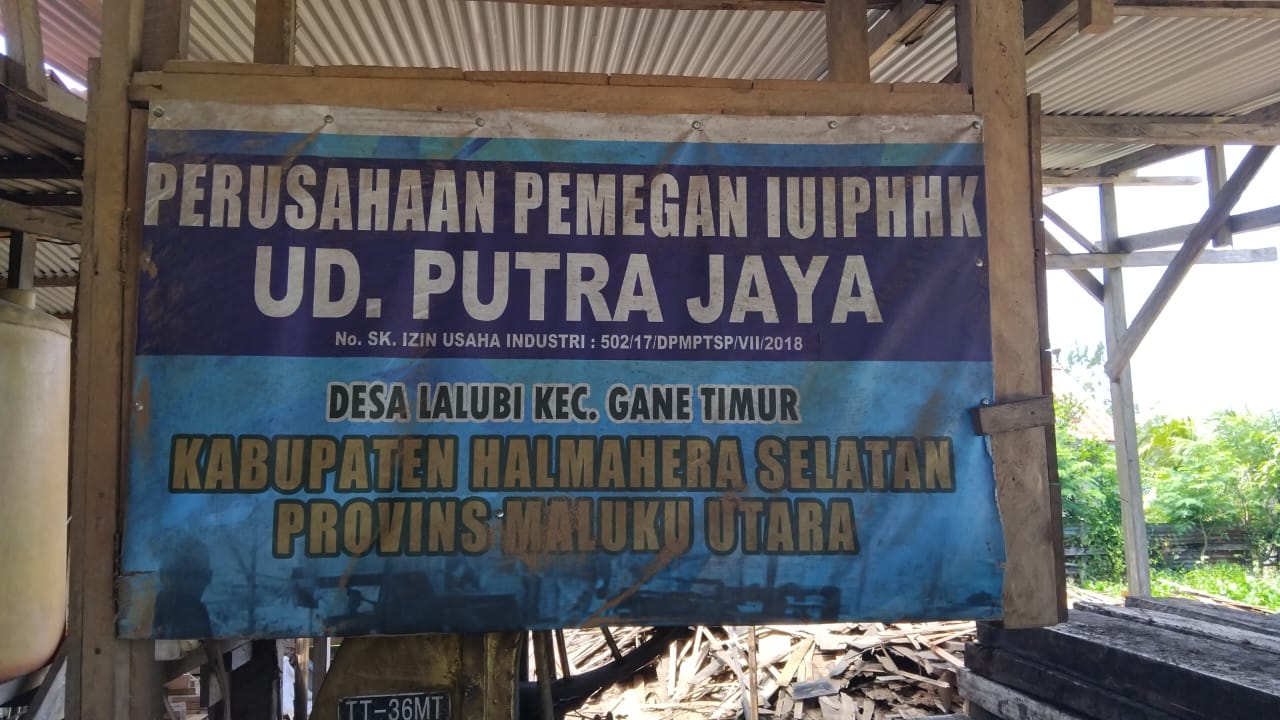 PERUSAHAAN PEMEGAN IUIPHHK
UD. PUTRA JAYA
No. SK. IZIN USAHA INDUSTRI : 502/17/DPMPTSP/VII/2018
DESA LALUBI KEC. GANE TIMUR
KABUPATEN HALMAHERA SELATAN
PROVINS MALUKU UTARA
TT-36MT